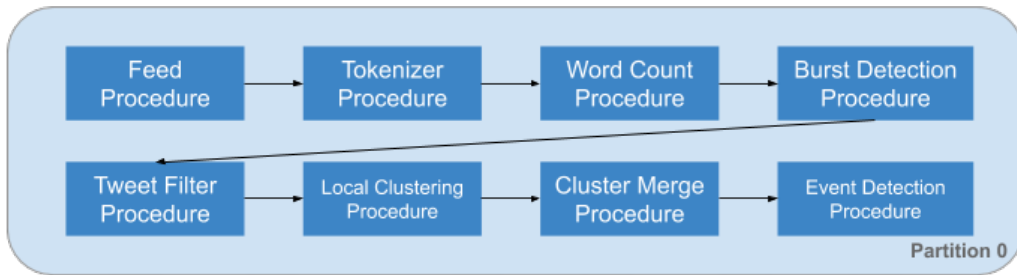 Feed
Procedure
Tokenizer
Procedure
Word Count
Procedure
Burst Detection
Procedure
Tweet Filter
Procedure
Local Clustering
Procedure
Cluster Merge
Procedure
Event Detection
Procedure
Partition 0